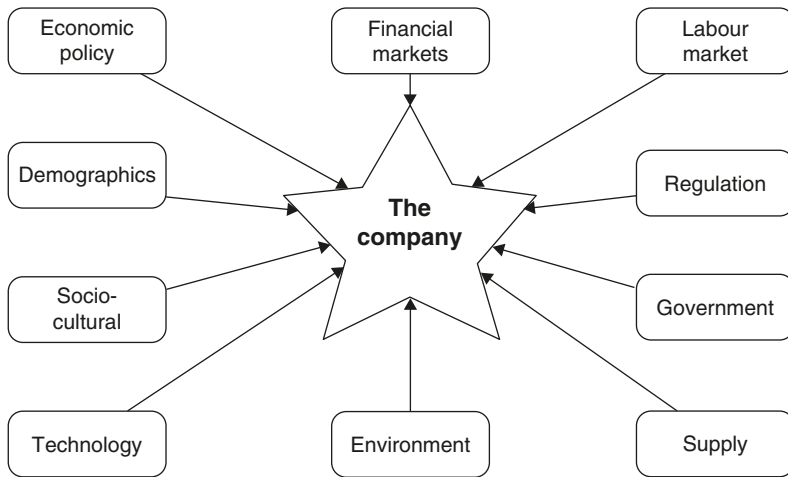 Economic
policy
Financial
markets
Labour
market
Demographics
The
company
Regulation
Socio-
cultural
Government
Technology
Environment
Supply